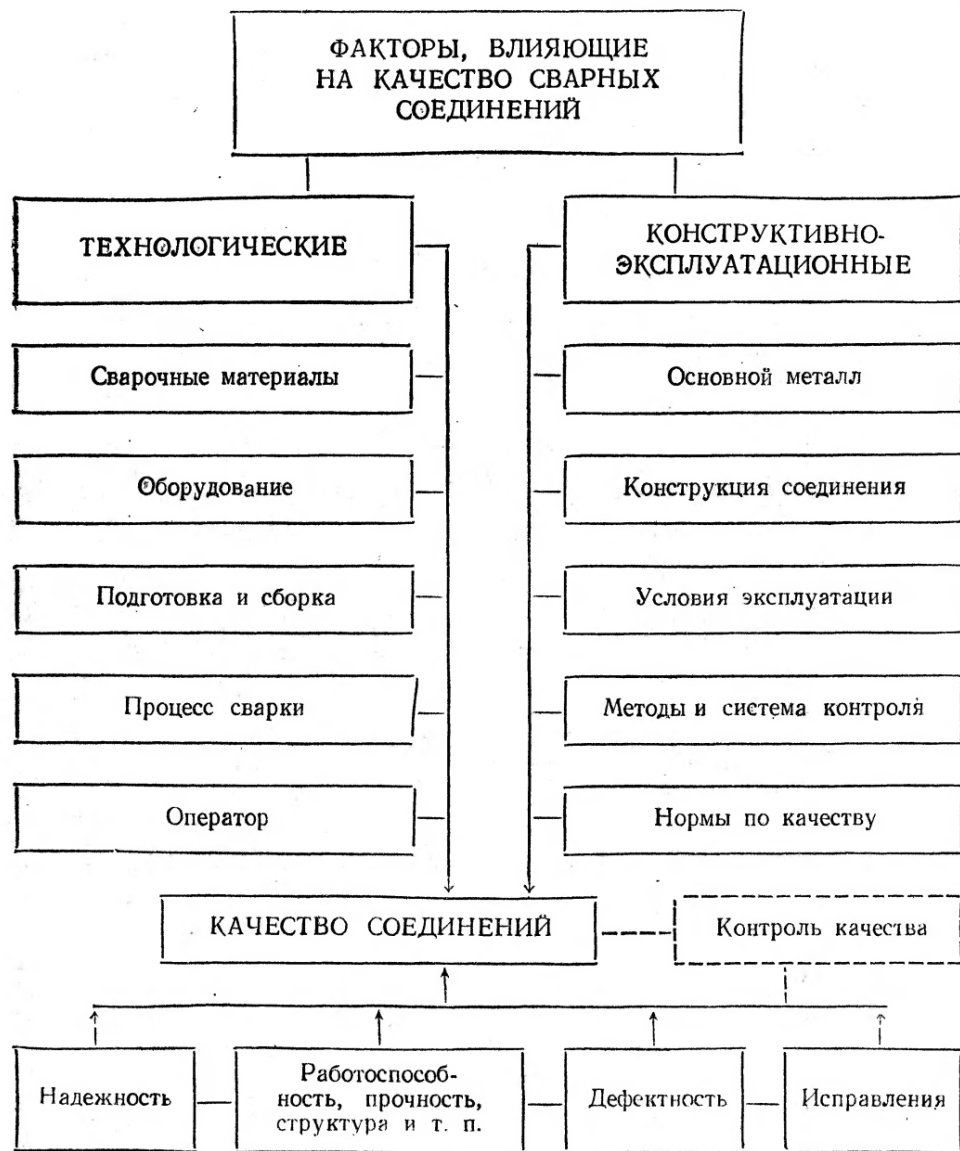 ФАКТОРЫ, ВЛИЯЮЩИЕ
НА КАЧЕСТВО СВАРНЫХ
СОЕДИНЕНИЙ
ТЕХНОЛОГИЧЕСКИЕ
КОНСТРУКТИВНО-
ЭКСПЛУАТАЦИОННЫЕ
Сварочные материалы
Основной металл
Оборудование
Конструкция соединения
Подготовка и сборка
Условия эксплуатации
Процесс сварки
Методы и система контроля
Оператор
Нормы по качеству
КАЧЕСТВО СОЕДИНЕНИЙ
Контроль качества
Надежность
Работоспособ-
ность, прочность,
структура и т. п.
Дефектность
Исправления